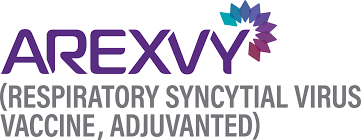 AREXVY
(RESPIRATORY SYNCYTIAL VIRUS
VACCINE, ADJUVANTED)